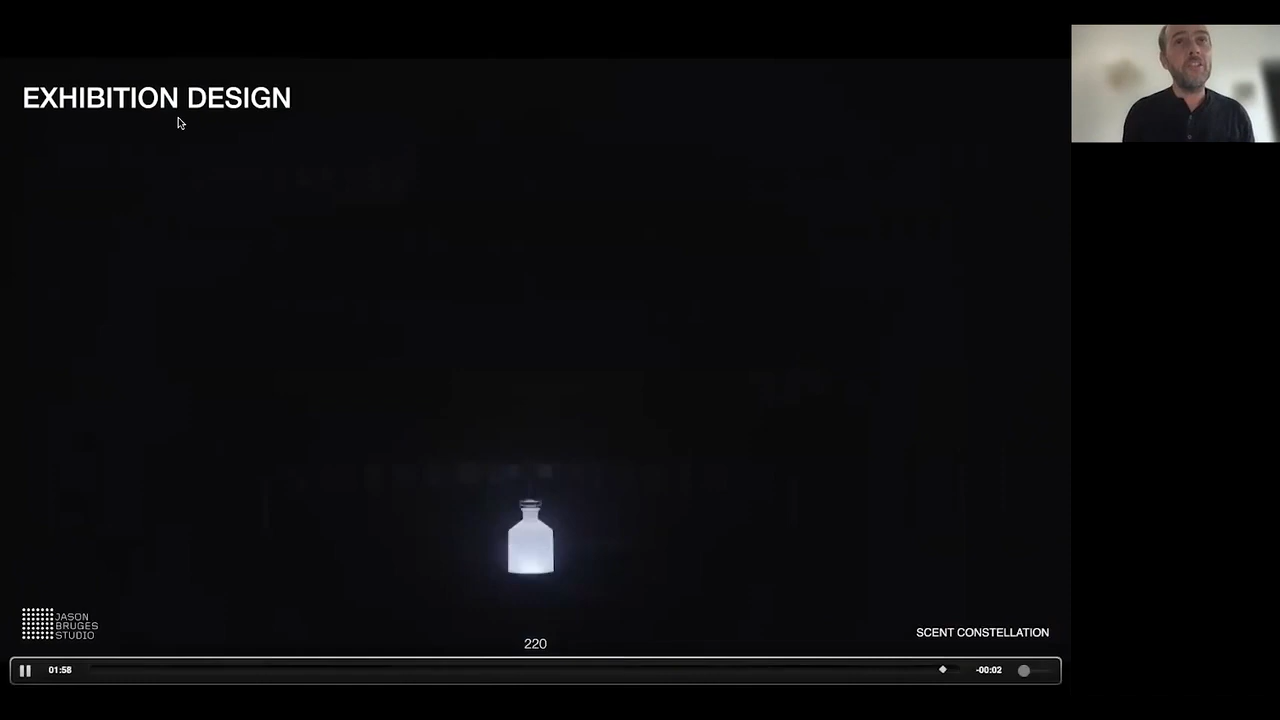 EXHIBITION DESIGN
JASON
BRUGES
STUDIO
SCENT CONSTELLATION
220
01:58
-00:02